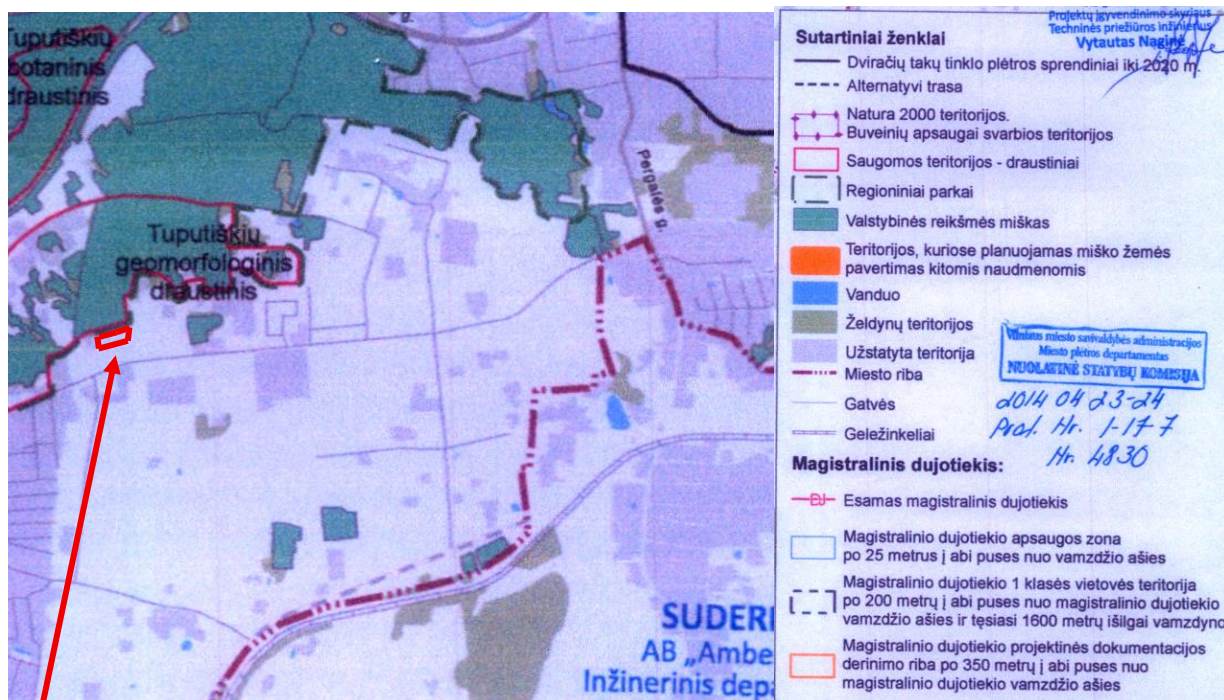 Tuputiškių
botaninis
draustinis
g.
Pergalės g.
Tuputiškių
geomorfologinis
draustinis
SUDERI
AB „Ambe
Inžinerinis depa
Projektų įgyvendinimo skyriaus
Techninės priežiūros inžinierius
Vytautas Naginė
Sutartiniai ženklai
Dviračių takų tinklo plėtros sprendiniai iki 2020 m.
Alternatyvi trasa
Natura 2000 teritorijos.
Buveinių apsaugai svarbios teritorijos
Saugomos teritorijos - draustiniai
Regioniniai parkai
Valstybinės reikšmės miškas
Teritorijos, kuriose planuojamas miško žemės
pavertimas kitomis naudmenomis
Vanduo
Želdynų teritorijos
Užstatyta teritorija
Miesto riba
Gatvės
Geležinkeliai
Vilniaus miesto savivaldybės administracijos
Miesto plėtros departamentas
NUOLATINĖ STATYBŲ KOMISIJA
2014 04 23-24
Prot. Nr. 1-17-7
Nr. 4830
Magistralinis dujotiekis:
Esamas magistralinis dujotiekis
Magistralinio dujotiekio apsaugos zona
po 25 metrus į abi puses nuo vamzdžio ašies
Magistralinio dujotiekio 1 klasės vietovės teritorija
po 200 metrų į abi puses nuo magistralinio dujotiekio
vamzdžio ašies ir tęsiasi 1600 metrų išilgai vamzdyno
Magistralinio dujotiekio projektinės dokumentacijos
derinimo riba po 350 metrų į abi puses nuo
magistralinio dujotiekio vamzdžio ašies